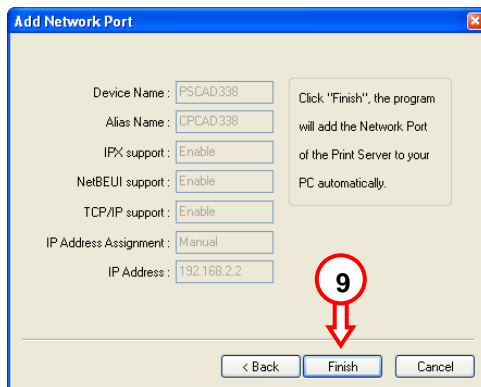 Add Network Port
Device Name : PSCAD338
Alias Name : CPCAD338
IPX support : Enable
NetBEUI support : Enable
TCP/IP support : Enable
IP Address Assignment : Manual
IP Address : 192.168.2.2
Click "Finish", the program
will add the Network Port
of the Print Server to your
PC automatically.
9
< Back
Finish
Cancel